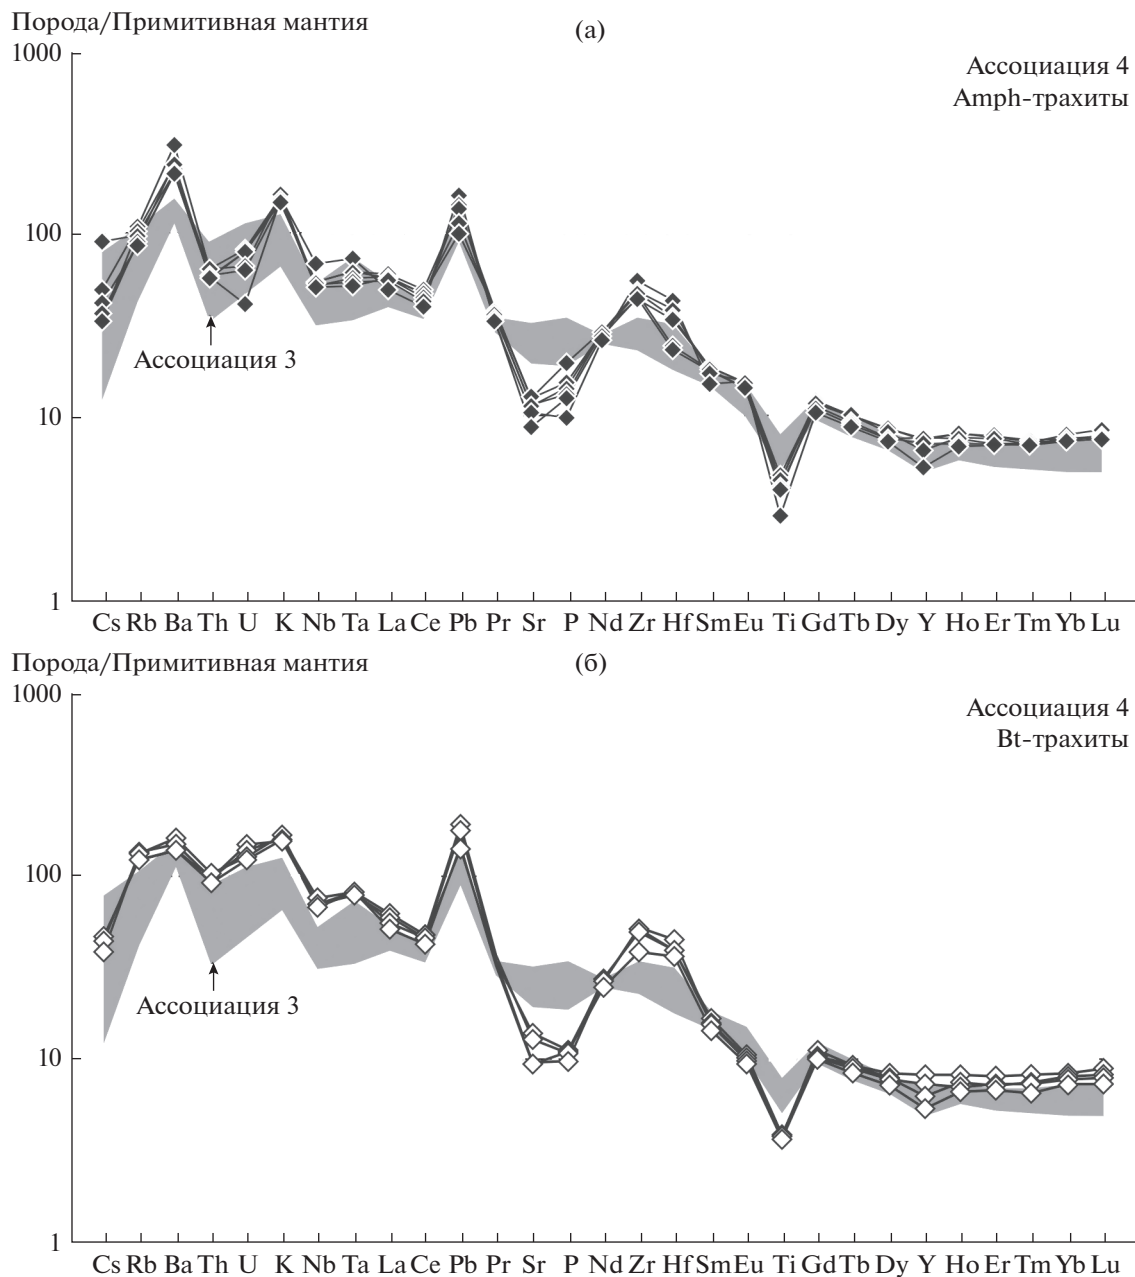 Порода/Примитивная мантия
(а)
1000
Ассоциация 4
Amph-трахиты
100
Ассоциация 3
10
1
Cs Rb Ba Th U K Nb Ta La Ce Pb Pr Sr P Nd Zr Hf Sm Eu Ti Gd Tb Dy Y Ho Er Tm Yb Lu
Порода/Примитивная мантия
(б)
1000
Ассоциация 4
Bt-трахиты
100
Ассоциация 3
10
1
Cs Rb Ba Th U K Nb Ta La Ce Pb Pr Sr P Nd Zr Hf Sm Eu Ti Gd Tb Dy Y Ho Er Tm Yb Lu